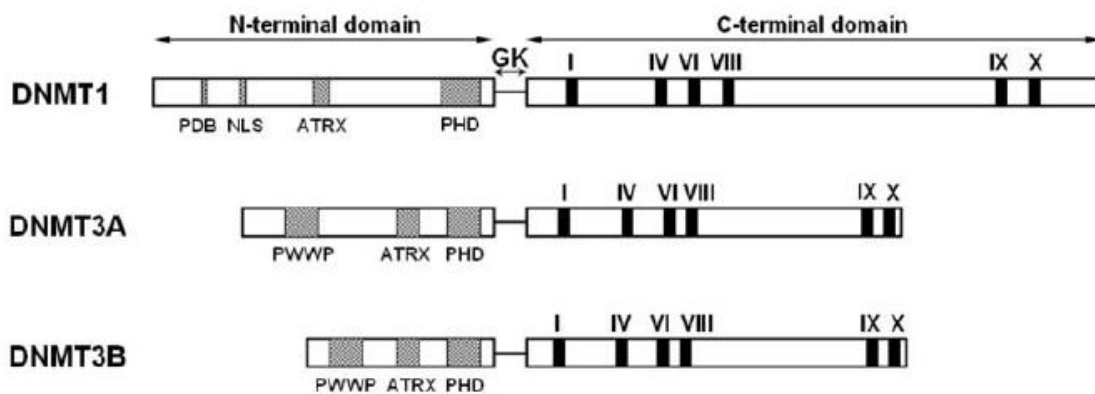 N-terminal domain C-terminal domain
GK I IV VI VIII IX X
DNMT1
PDB NLS ATRX PHD
I IV VI VIII IX X
DNMT3A
PWWP ATRX PHD
I IV VI VIII IX X
DNMT3B
PWWP ATRX PHD